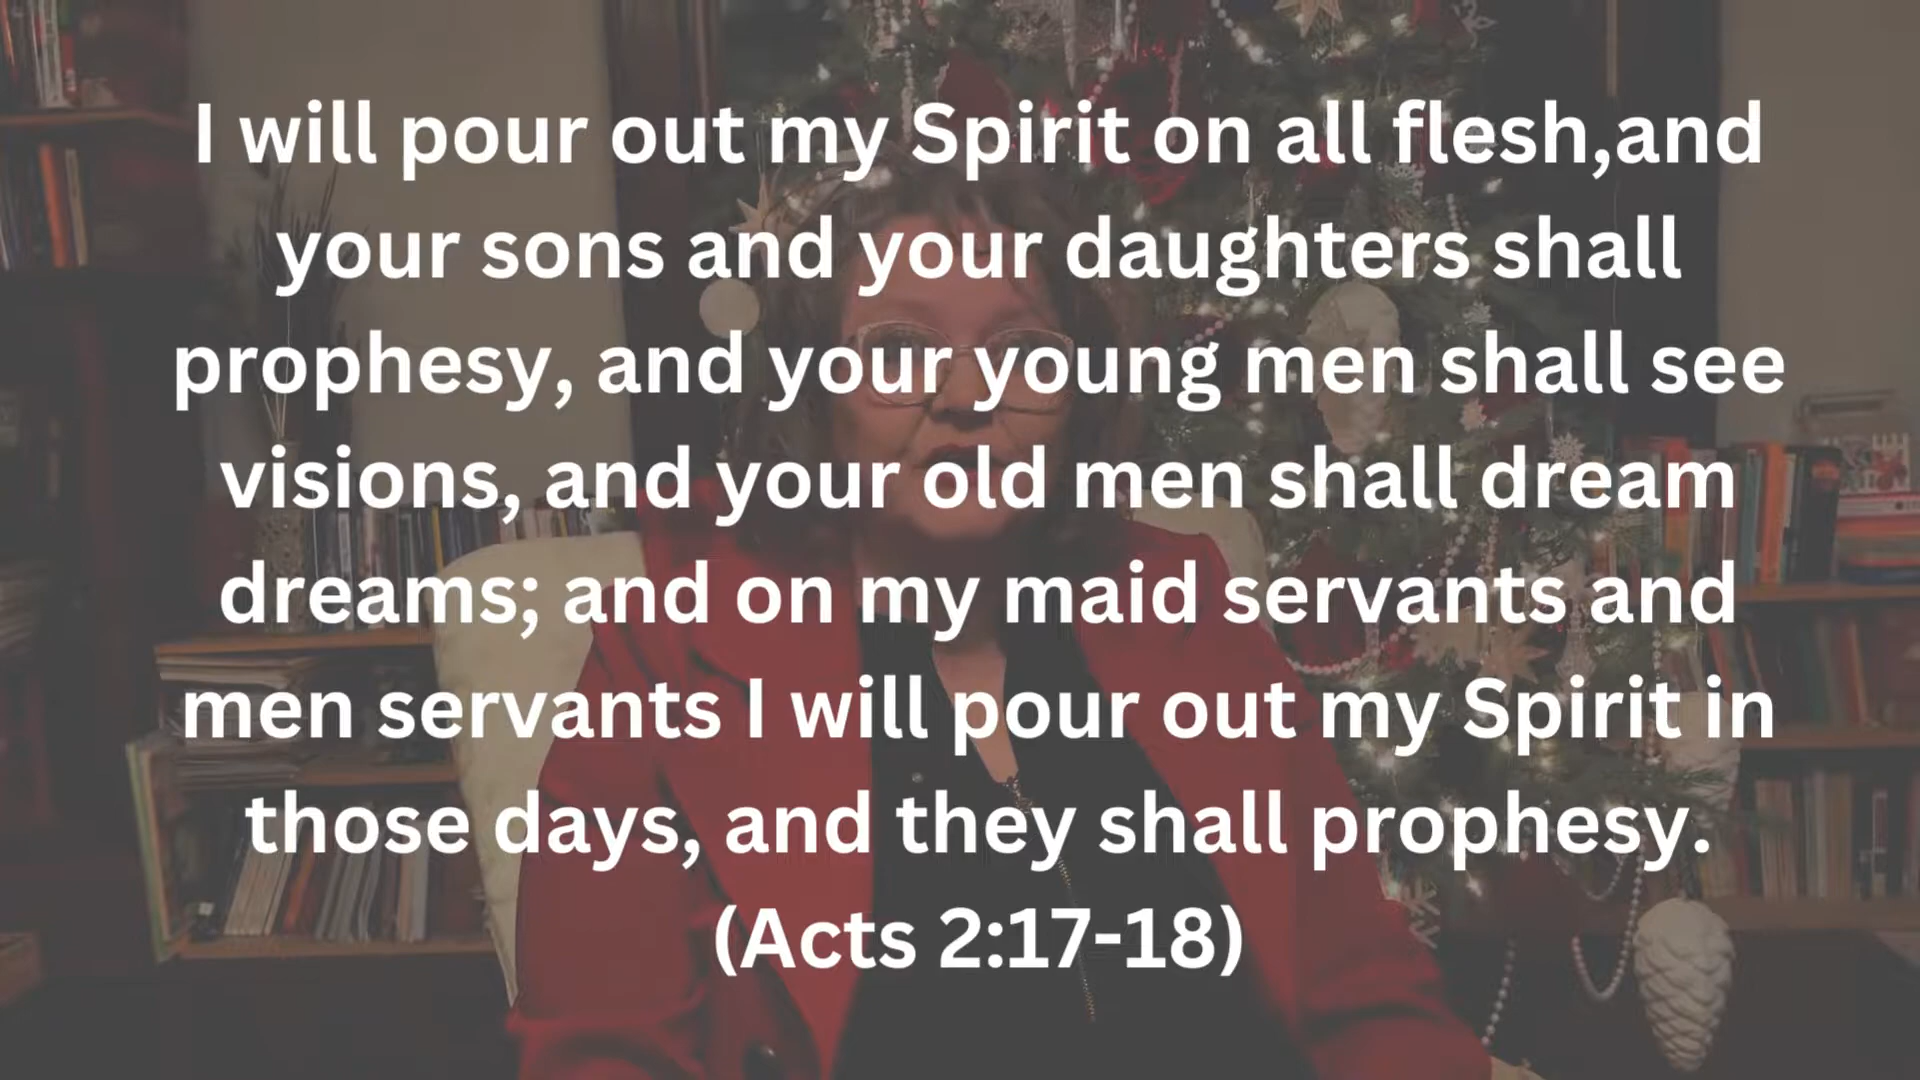 I will pour out my Spirit on all flesh,and
your sons and your daughters shall
prophesy, and your young men shall see
visions, and your old men shall dream
dreams; and on my maid servants and
men servants I will pour out my Spirit in
those days, and they shall prophesy.
(Acts 2:17-18)